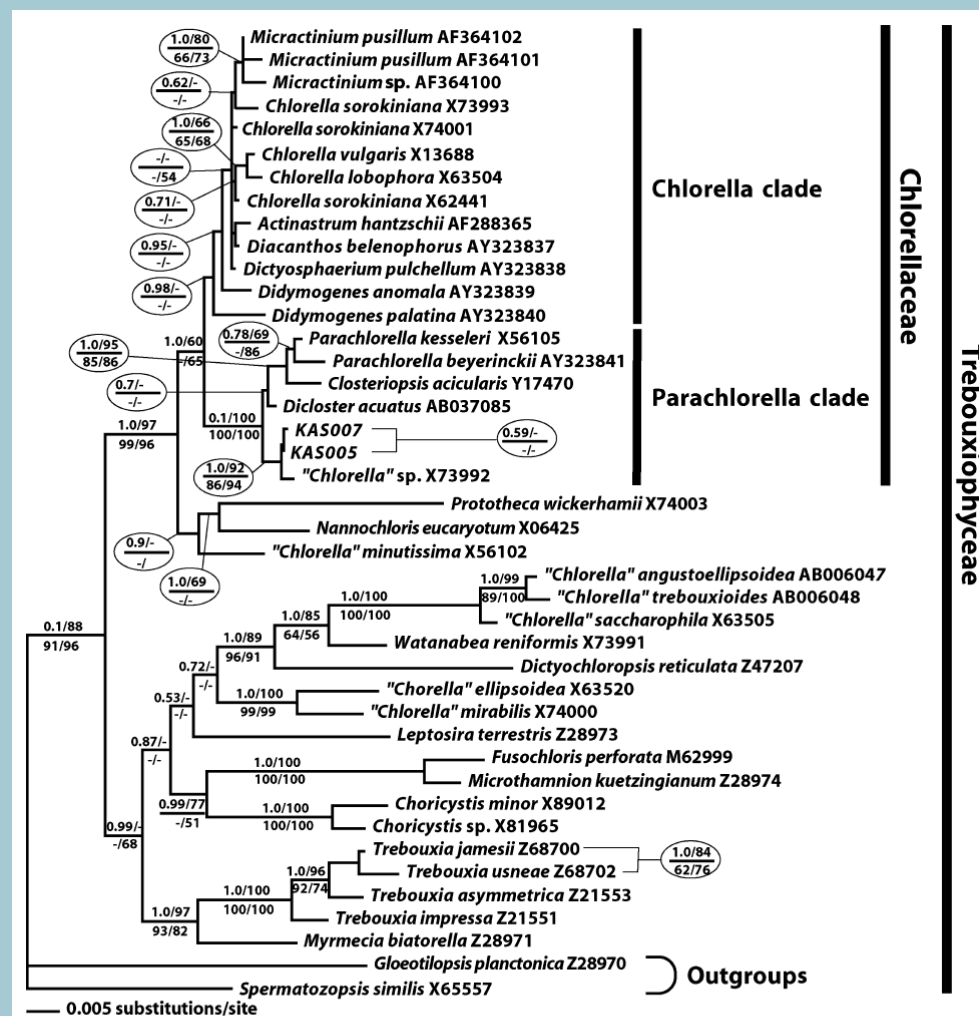 Micractinium pusillum AF364102
1.0/80
66/73
Micractinium pusillum AF364101
Micractinium sp. AF364100
0.62/-
-/-
Chlorella sorokiniana X73993
1.0/66
65/68
Chlorella sorokiniana X74001
Chlorella vulgaris X13688
-/-
-/54
Chlorella lobophora X63504
0.71/-
-/-
Chlorella sorokiniana X62441
Actinastrum hantzschii AF288365
0.95/-
-/-
Diacanthos belenophorus AY323837
Dictyosphaerium pulchellum AY323838
0.98/-
-/-
Didymogenes anomala AY323839
Didymogenes palatina AY323840
Chlorella clade
Chlorellaceae
Trebouxiophyceae
0.78/69
-/86
Parachlorella kesseleri X56105
1.0/95
85/86
1.0/60
-/65
Parachlorella beyerinckii AY323841
Closteriopsis acicularis Y17470
0.7/-
-/-
Dicloster acuatus AB037085
Parachlorella clade
0.1/100
100/100
KAS007
KAS005
0.59/-
-/-
1.0/97
99/96
1.0/92
86/94
"Chlorella" sp. X73992
Prototheca wickerhamii X74003
Nannochloris eucaryotum X06425
0.9/-
-/
"Chlorella" minutissima X56102
1.0/69
-/-
"Chlorella" angustoellipsoidea AB006047
1.0/99
89/100
"Chlorella" trebouxioides AB006048
1.0/100
100/100
"Chlorella" saccharophila X63505
0.1/88
91/96
1.0/85
64/56
Watanabea reniformis X73991
1.0/89
96/91
Dictyochloropsis reticulata Z47207
0.72/-
-/-
"Chorella" ellipsoidea X63520
1.0/100
99/99
"Chlorella" mirabilis X74000
0.53/-
-/-
Leptosira terrestris Z28973
0.87/-
-/-
Fusochloris perforata M62999
1.0/100
100/100
Microthamnion kuetzingianum Z28974
0.99/77
-/51
Choricystis minor X89012
1.0/100
100/100
Choricystis sp. X81965
0.99/-
-/68
Trebouxia jamesii Z68700
1.0/84
62/76
Trebouxia usneae Z68702
1.0/96
92/74
Trebouxia asymmetrica Z21553
1.0/100
100/100
Trebouxia impressa Z21551
1.0/97
93/82
Myrmecia biatorella Z28971
Gloeotilopsis planctonica Z28970
Outgroups
Spermatozopsis similis X65557
0.005 substitutions/site